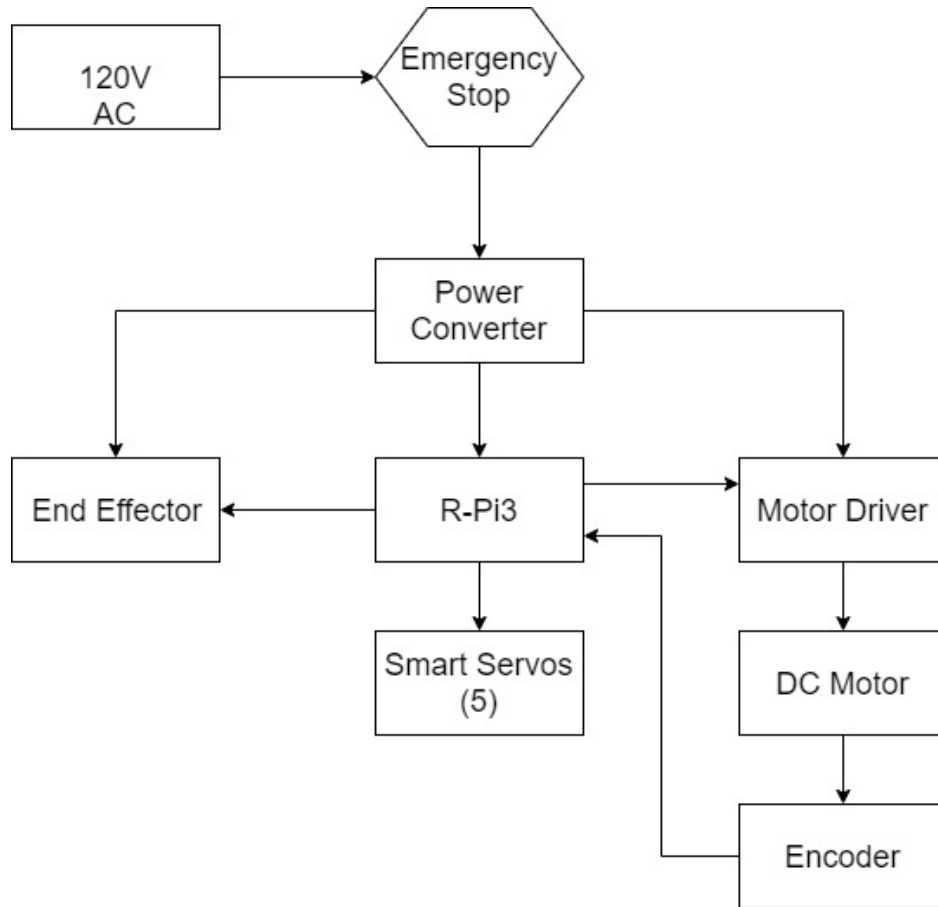 120V
AC
Emergency
Stop
Power
Converter
End Effector
R-Pi3
Motor Driver
Smart Servos
(5)
DC Motor
Encoder